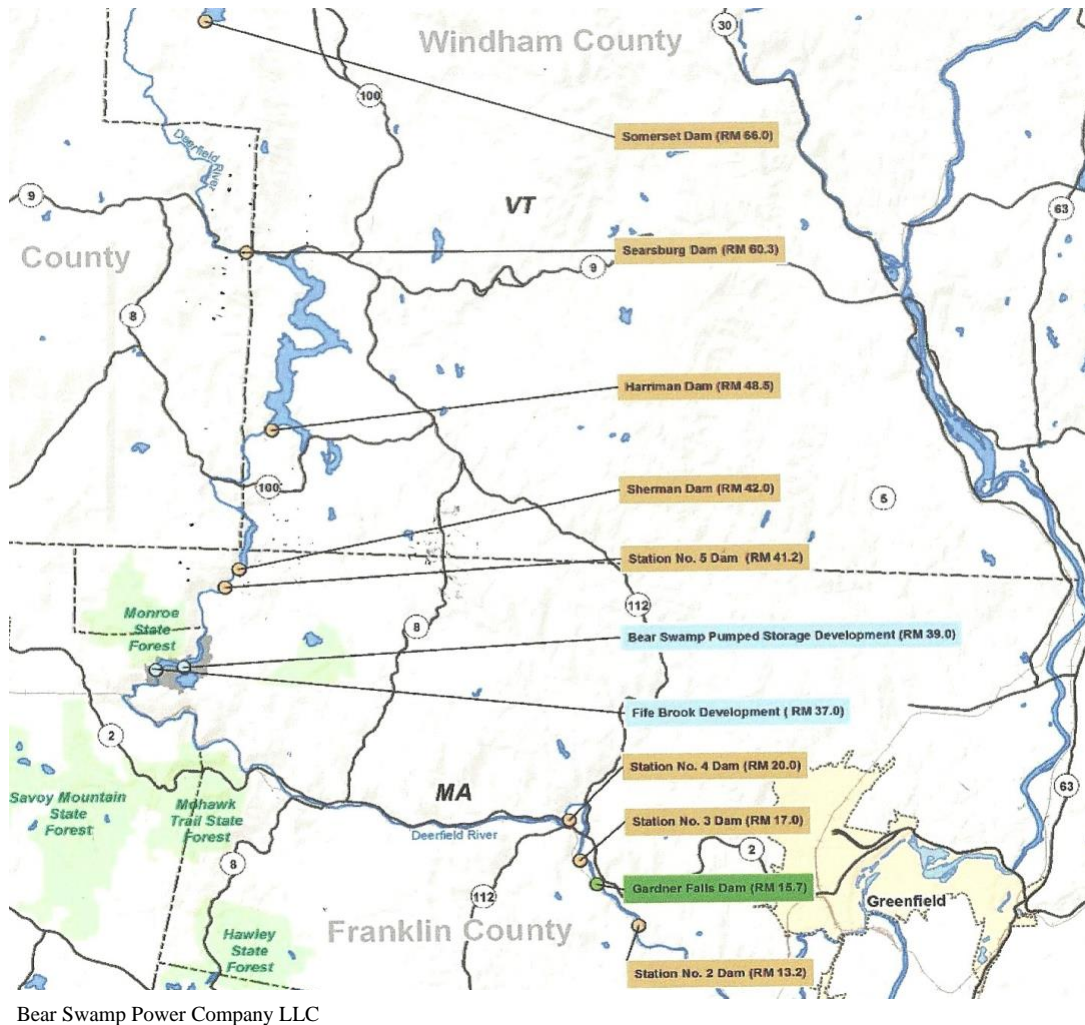 Windham County
30
100
Deerfield
River
Somerset Dam (RM 66.0)
9
VT
63
County
Searsburg Dam (RM 60.3)
9
8
Harriman Dam (RM 48.5)
100
Sherman Dam (RM 42.0)
5
Station No. 5 Dam (RM 41.2)
Monroe
State
Forest
8
112
Bear Swamp Pumped Storage Development (RM 39.0)
Fife Brook Development ( RM 37.0)
2
Station No. 4 Dam (RM 20.0)
Savoy Mountain
State
Forest
Mohawk
Trail State
Forest
MA
Deerfield River
63
Station No. 3 Dam (RM 17.0)
8
2
112
Gardner Falls Dam (RM 15.7)
Greenfield
Franklin County
Hawley
State
Forest
Station No. 2 Dam (RM 13.2)
Bear Swamp Power Company LLC